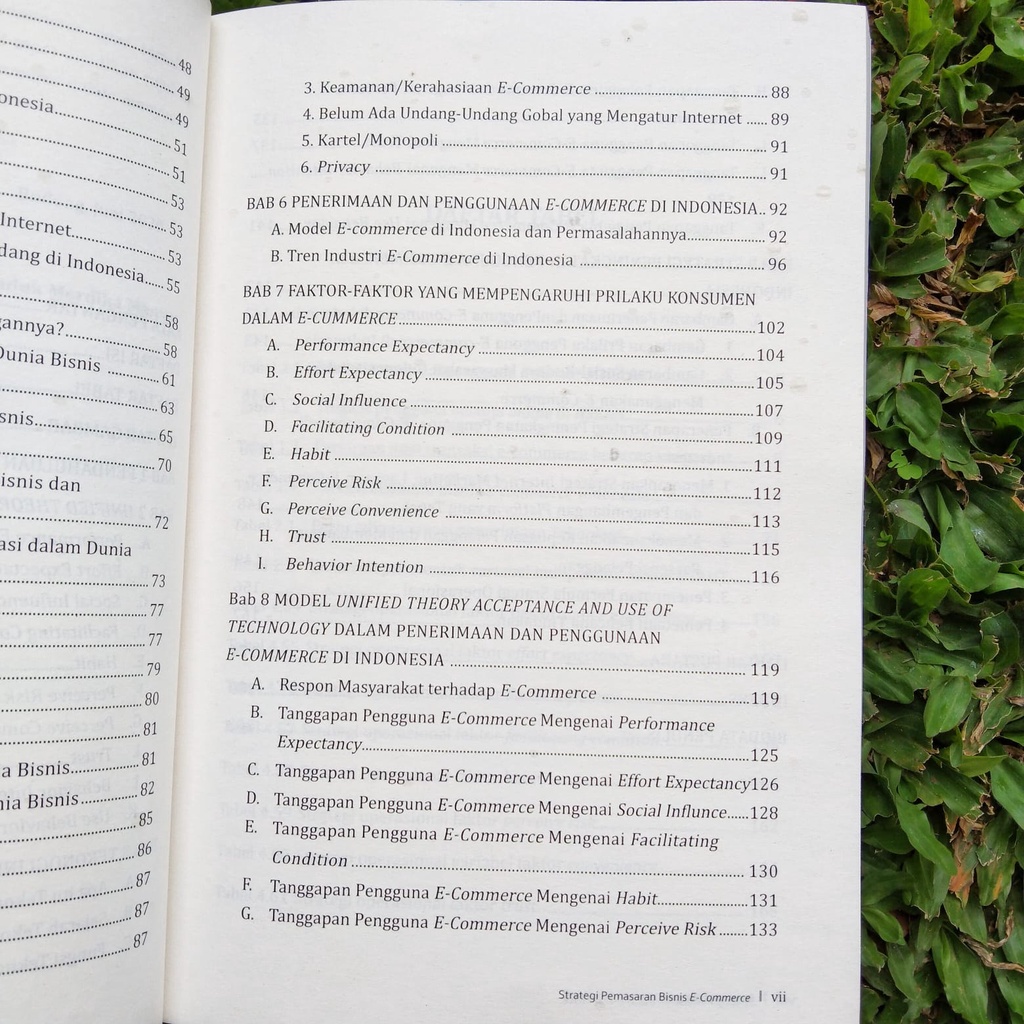 48
49
onesia 49
51
51
53
Internet 53
53
dang di Indonesia 55
58
gannya? 58
Dunia Bisnis 61
63
snis 65
70
isnis dan
72
asi dalam Dunia
73
77
77
79
80
81
a Bisnis 81
nia Bisnis 82
85
86
87
87
87
3. Keamanan/Kerahasiaan E-Commerce 88
4. Belum Ada Undang-Undang Gobal yang Mengatur Internet 89
5. Kartel/Monopoli 91
6. Privacy 91
BAB 6 PENERIMAAN DAN PENGGUNAAN E-COMMERCE DI INDONESIA.. 92
A. Model E-commerce di Indonesia dan Permasalahannya 92
B. Tren Industri E-Commerce di Indonesia 96
BAB 7 FAKTOR-FAKTOR YANG MEMPENGARUHI PRILAKU KONSUMEN
DALAM E-CUMMERCE 102
A. Performance Expectancy 104
B. Effort Expectancy 105
C. Social Influence 107
D. Facilitating Condition 109
E. Habit 111
F. Perceive Risk 112
G. Perceive Convenience 113
H. Trust 115
I. Behavior Intention 116
Bab 8 MODEL UNIFIED THEORY ACCEPTANCE AND USE OF
TECHNOLOGY DALAM PENERIMAAN DAN PENGGUNAAN
E-COMMERCE DI INDONESIA 119
A. Respon Masyarakat terhadap E-Commerce 119
B. Tanggapan Pengguna E-Commerce Mengenai Performance
Expectancy 125
C. Tanggapan Pengguna E-Commerce Mengenai Effort Expectancy126
D. Tanggapan Pengguna E-Commerce Mengenai Social Influnce 128
E. Tanggapan Pengguna E-Commerce Mengenai Facilitating
Condition 130
F. Tanggapan Pengguna E-Commerce Mengenai Habit 131
G. Tanggapan Pengguna E-Commerce Mengenai Perceive Risk 133
Strategi Pemasaran Bisnis E-Commerce | vii